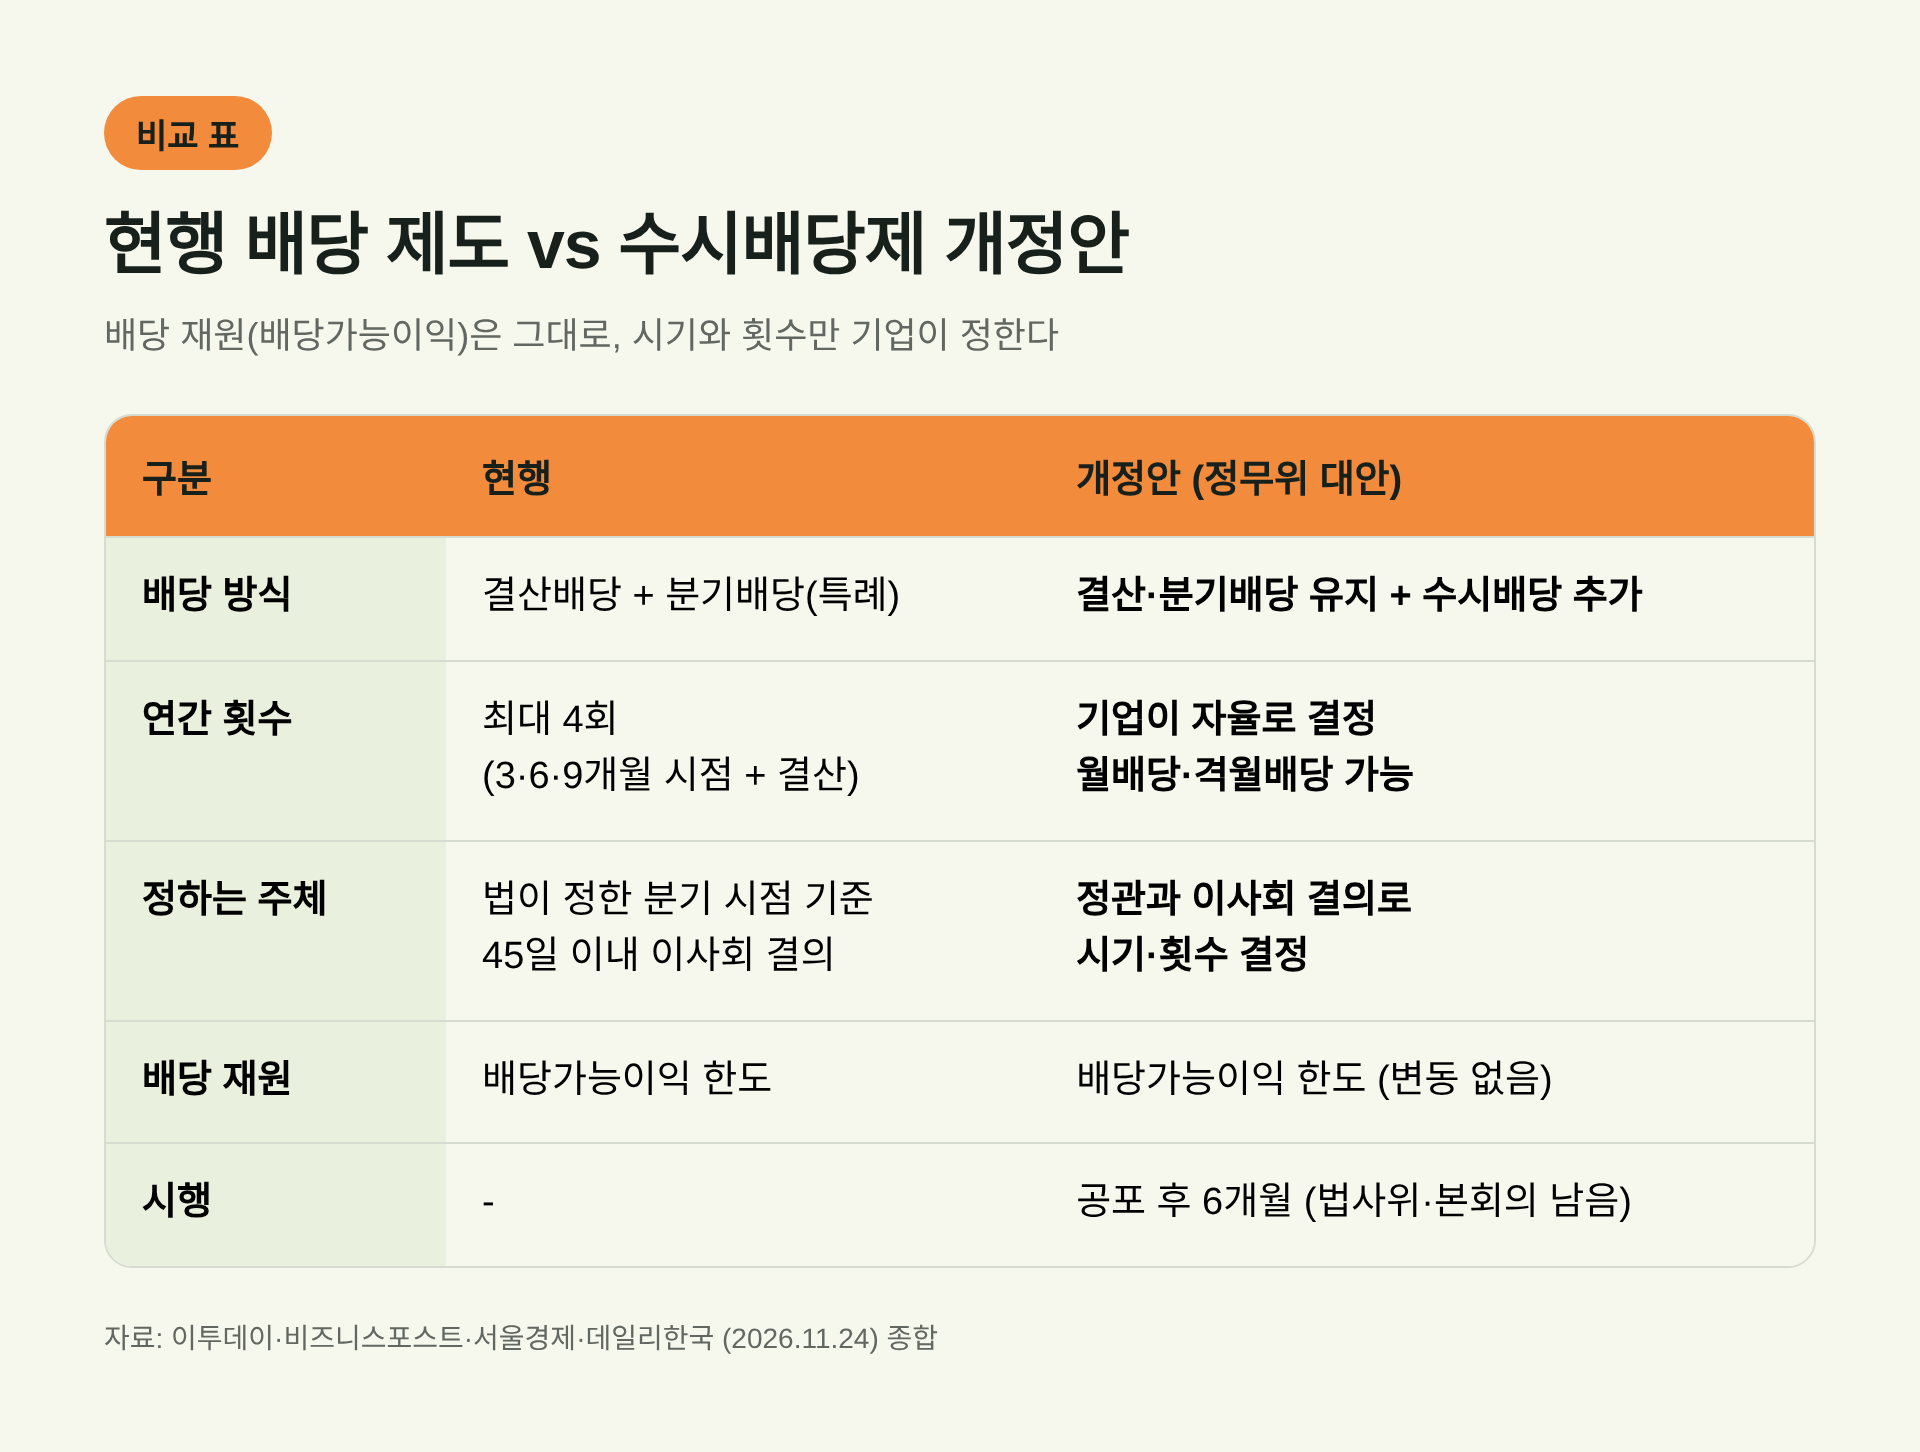 비교 표
현행 배당 제도 vs 수시배당제 개정안
배당 재원(배당가능이익)은 그대로, 시기와 횟수만 기업이 정한다
구분 현행 개정안 (정무위 대안)
배당 방식 결산배당 + 분기배당(특례) 결산·분기배당 유지 + 수시배당 추가
연간 횟수 최대 4회 기업이 자율로 결정
(3·6·9개월 시점 + 결산) 월배당·격월배당 가능
정하는 주체 법이 정한 분기 시점 기준 정관과 이사회 결의로
45일 이내 이사회 결의 시기·횟수 결정
배당 재원 배당가능이익 한도 배당가능이익 한도 (변동 없음)
시행 - 공포 후 6개월 (법사위·본회의 남음)
자료: 이투데이·비즈니스포스트·서울경제·데일리한국 (2026.11.24) 종합